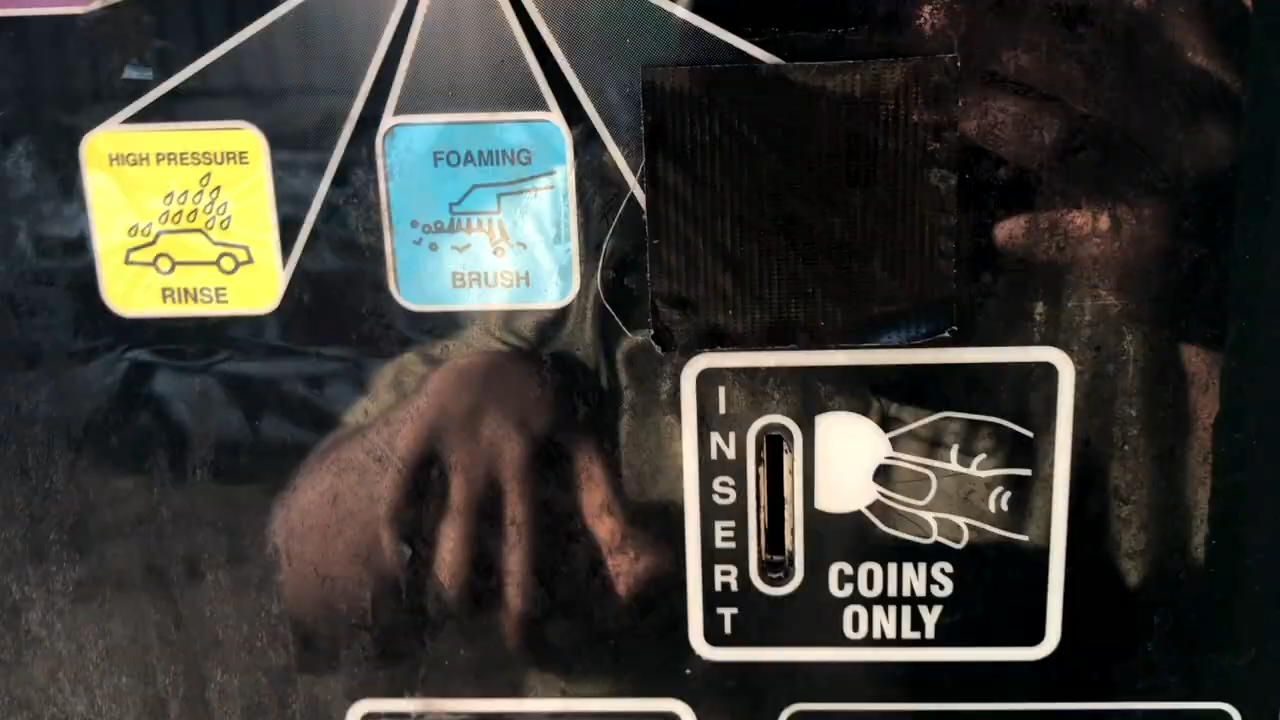 HIGH PRESSURE
RINSE
FOAMING
BRUSH
INSERT
COINS
ONLY